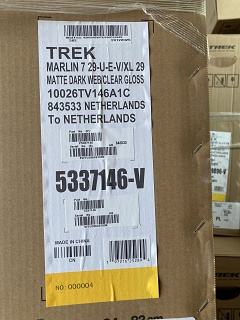 TREK
MARLIN 7 29-U-E-V/XL 29
MATTE DARK WEB/CLEAR GLOSS
10026TV146A1C
843533 NETHERLANDS
To NETHERLANDS
5337146-V
MADE IN CHINA
CN
NO: 000004